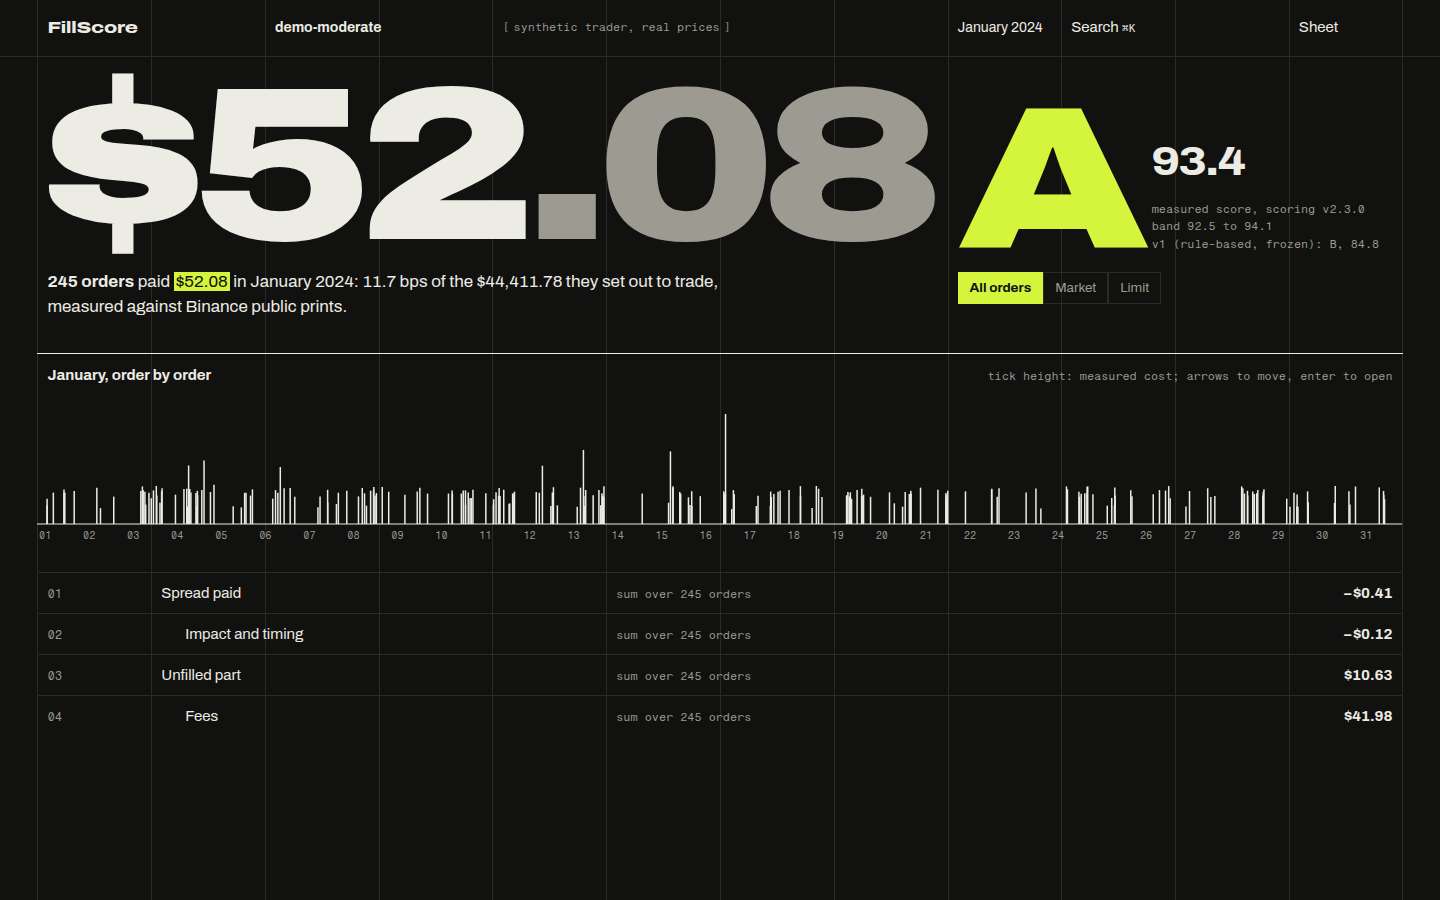 FillScore demo-moderate [ synthetic trader, real prices ] January 2024 Search ⌘K Sheet
$52.08 A
93.4
measured score, scoring v2.3.0
band 92.5 to 94.1
v1 (rule-based, frozen): B, 84.8
245 orders paid $52.08 in January 2024: 11.7 bps of the $44,411.78 they set out to trade,
measured against Binance public prints.
All orders Market Limit
January, order by order tick height: measured cost; arrows to move, enter to open
01 02 03 04 05 06 07 08 09 10 11 12 13 14 15 16 17 18 19 20 21 22 23 24 25 26 27 28 29 30 31
01 Spread paid sum over 245 orders –$0.41
02 Impact and timing sum over 245 orders –$0.12
03 Unfilled part sum over 245 orders $10.63
04 Fees sum over 245 orders $41.98